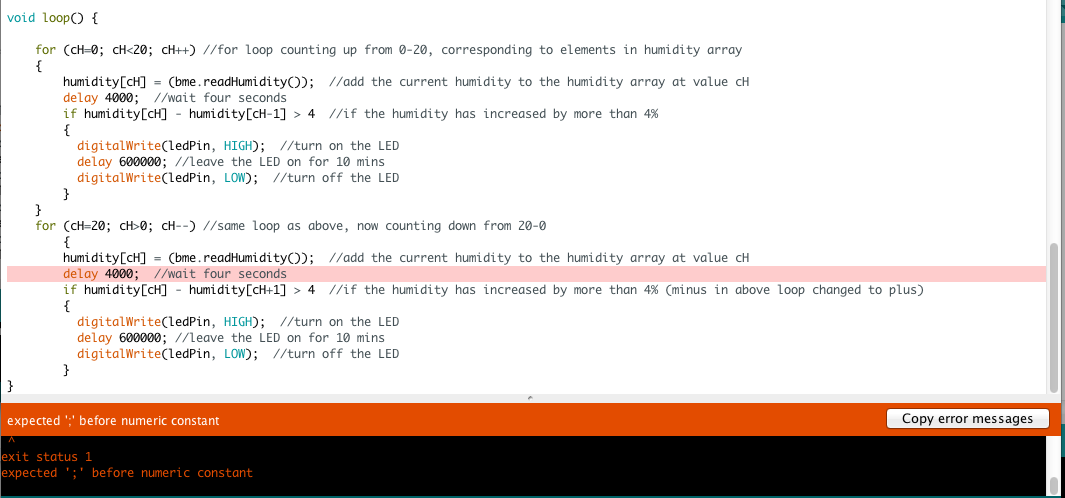 void loop() {
for (cH=0; cH<20; cH++) //for loop counting up from 0-20, corresponding to elements in humidity array
{
humidity[cH] = (bme.readHumidity()); //add the current humidity to the humidity array at value cH
delay 4000; //wait four seconds
if humidity[cH] - humidity[cH-1] > 4 //if the humidity has increased by more than 4%
{
digitalWrite(ledPin, HIGH); //turn on the LED
delay 600000; //leave the LED on for 10 mins
digitalWrite(ledPin, LOW); //turn off the LED
}
}
for (cH=20; cH>0; cH--) //same loop as above, now counting down from 20-0
{
humidity[cH] = (bme.readHumidity()); //add the current humidity to the humidity array at value cH
delay 4000; //wait four seconds
if humidity[cH] - humidity[cH+1] > 4 //if the humidity has increased by more than 4% (minus in above loop changed to plus)
{
digitalWrite(ledPin, HIGH); //turn on the LED
delay 600000; //leave the LED on for 10 mins
digitalWrite(ledPin, LOW); //turn off the LED
}
}
expected ';' before numeric constant
Copy error messages
^
exit status 1
expected ';' before numeric constant